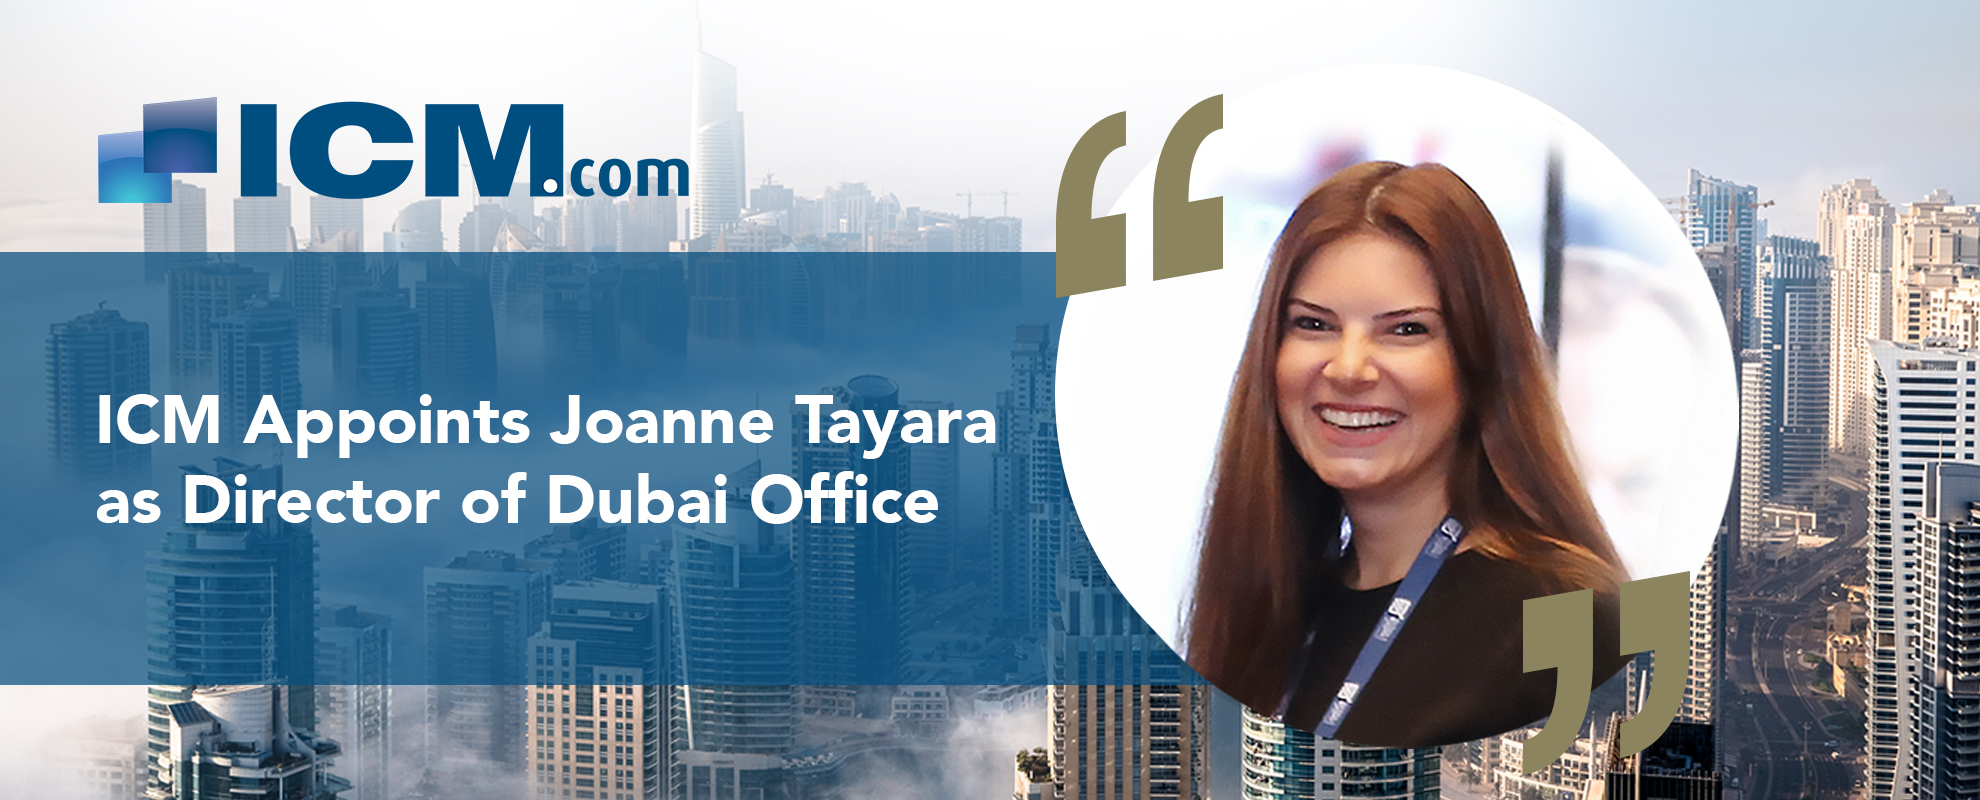 ICM.com
ICM Appoints Joanne Tayara
as Director of Dubai Office